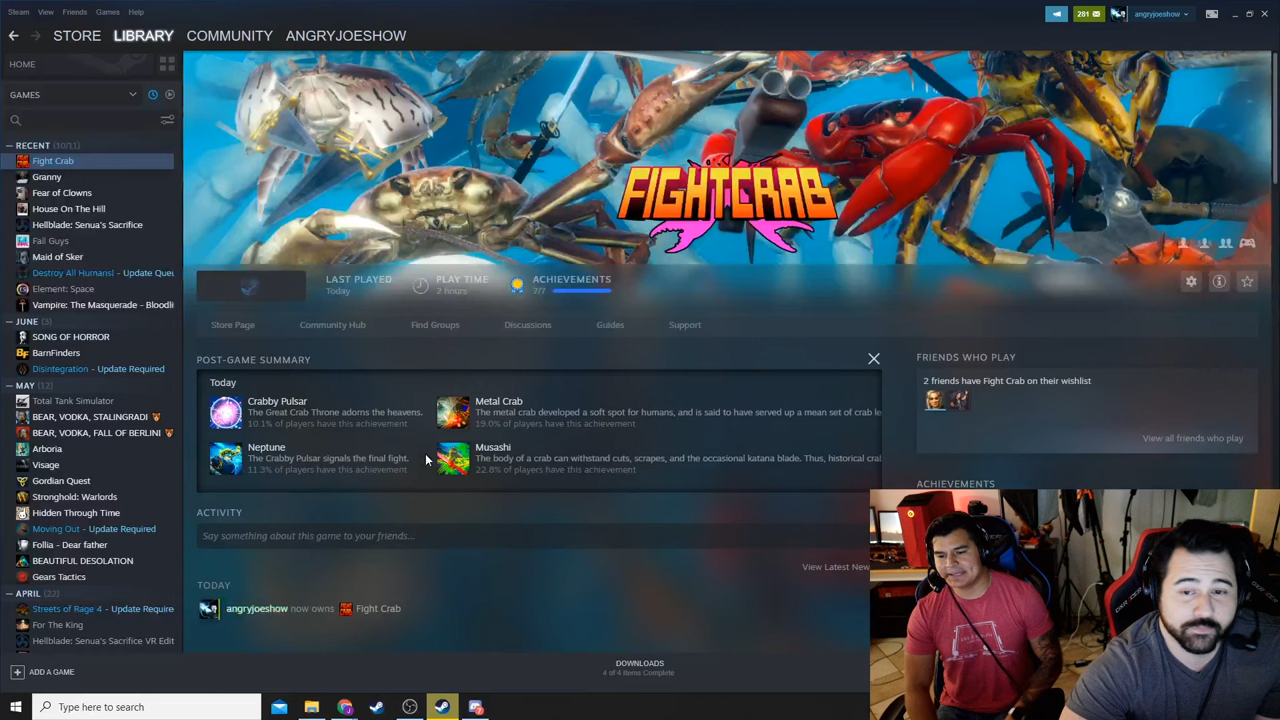 Steam View Friends Games Help
281 angryjoeshow
STORE LIBRARY COMMUNITY ANGRYJOESHOW
HOME
GAMES
RECENT (10/11)
Fight Crab
Granny
Fear of Clowns
House On The Hill
Hellblade: Senua's Sacrifice
Fall Guys
Maid of Sker
Destroy All Humans! - Update Queu
Element: Space
Vampire: The Masquerade - Bloodli
JUNE (3)
SONG OF HORROR
BarnFinders
Disintegration - Update Required
MAY (12)
Total Tank Simulator
BEAR, VODKA, STALINGRAD!
BEAR, VODKA, FALL OF BERLIN!
Arboria
Visage
Gordian Quest
Stronghold: Warlords
Hidden Through Time
Moving Out - Update Required
Follia - Dear father
BEAUTIFUL DESOLATION
Gears Tactics
APRIL (22)
Streets of Rage 4 - Update Require
For The King
Hellblade: Senua's Sacrifice VR Edit
ADD A GAME
FIGHTCRAB
LAST PLAYED
Today
PLAY TIME
2 hours
ACHIEVEMENTS
7/7
Store Page Community Hub Find Groups Discussions Guides Support
POST-GAME SUMMARY
Today
Crabby Pulsar
The Great Crab Throne adorns the heavens.
10.1% of players have this achievement
Metal Crab
The metal crab developed a soft spot for humans, and is said to have served up a mean set of crab le
19.0% of players have this achievement
Neptune
The Crabby Pulsar signals the final fight.
11.3% of players have this achievement
Musashi
The body of a crab can withstand cuts, scrapes, and the occasional katana blade. Thus, historical cral
22.8% of players have this achievement
FRIENDS WHO PLAY
2 friends have Fight Crab on their wishlist
View all friends who play
ACHIEVEMENTS
ACTIVITY
Say something about this game to your friends...
View Latest New
TODAY
angryjoeshow now owns Fight Crab
DOWNLOADS
4 of 4 Items Complete
Type here to search